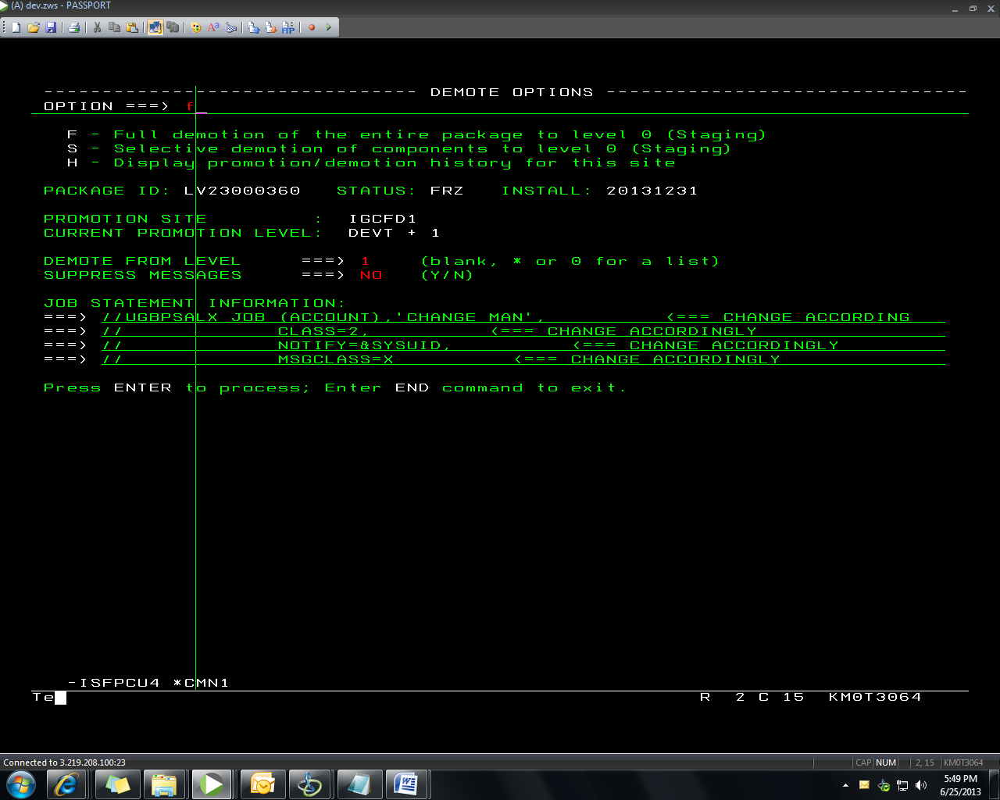 (A) dev.zws - PASSPORT
-------------------------------- DEMOTE OPTIONS -------------------------------
OPTION ===> f_
F - Full demotion of the entire package to level 0 (Staging)
S - Selective demotion of components to level 0 (Staging)
H - Display promotion/demotion history for this site
PACKAGE ID: LV23000360 STATUS: FRZ INSTALL: 20131231
PROMOTION SITE : IGCFD1
CURRENT PROMOTION LEVEL: DEVT + 1
DEMOTE FROM LEVEL ===> 1 (blank, * or 0 for a list)
SUPPRESS MESSAGES ===> NO (Y/N)
JOB STATEMENT INFORMATION:
===> //UGBPSALX JOB (ACCOUNT),'CHANGE MAN', <=== CHANGE ACCORDING
===> // CLASS=2, <=== CHANGE ACCORDINGLY
===> // NOTIFY=&SYSUID, <=== CHANGE ACCORDINGLY
===> // MSGCLASS=X <=== CHANGE ACCORDINGLY
Press ENTER to process; Enter END command to exit.
-ISFPCU4 *CMN1
Te R 2 C 15 KM0T3064
Connected to 3.219.208.100:23 CAP NUM 2, 15 KM0T3064
5:49 PM
6/25/2013